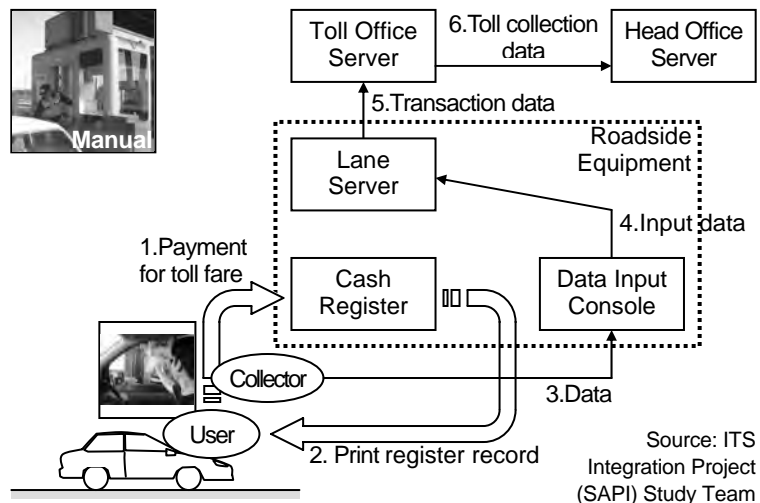 Manual
Toll Office
Server
6.Toll collection
data
Head Office
Server
5.Transaction data
Roadside
Equipment
Lane
Server
4.Input data
1.Payment
for toll fare
Cash
Register
Data Input
Console
Collector
3.Data
User
2. Print register record
Source: ITS
Integration Project
(SAPI) Study Team